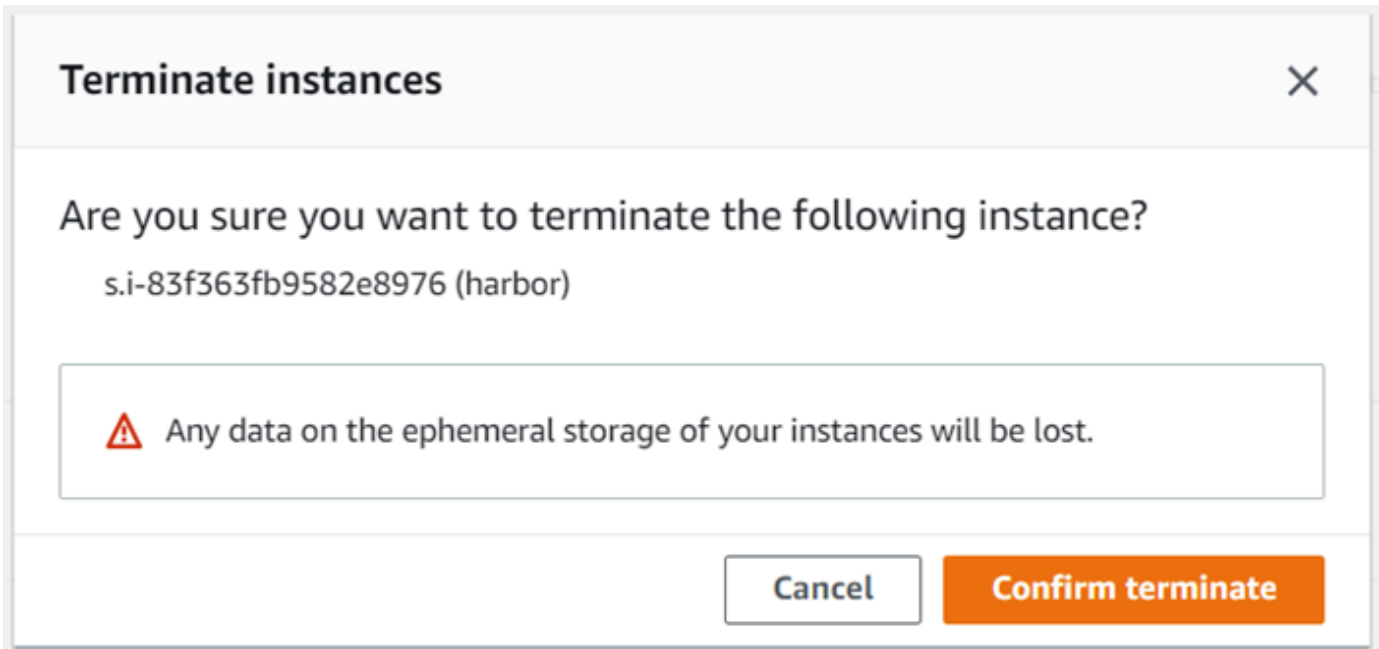 Terminate instances
Are you sure you want to terminate the following instance?
s.i-83f363fb9582e8976 (harbor)
Any data on the ephemeral storage of your instances will be lost.
Cancel
Confirm terminate